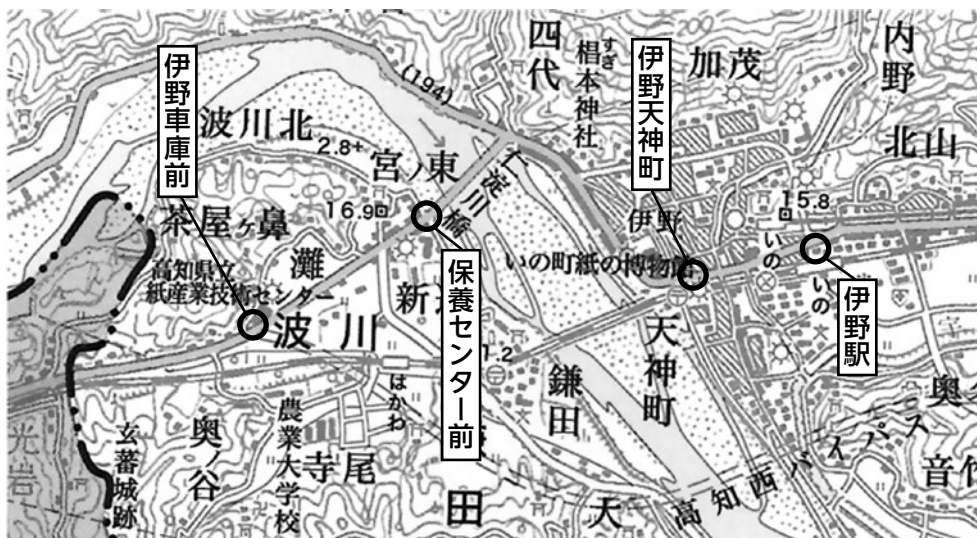 四代
椙本神社
すぎ
加茂
内野
北山
(194)
伊野車庫前
波川北
2.8
宮ノ東
仁淀川橋
伊野天神町
15.8
伊野
茶屋ヶ鼻
16.9
高知県立
紙産業技術センター
灘
いの町紙の博物館
いの
いの
伊野駅
保養センター前
波川
天神町
1.2
はかわ
鎌田
奥ノ谷
農業大学校
寺尾
玄蕃城跡
光岩
田
大
高知西バイパス
奥
音竹